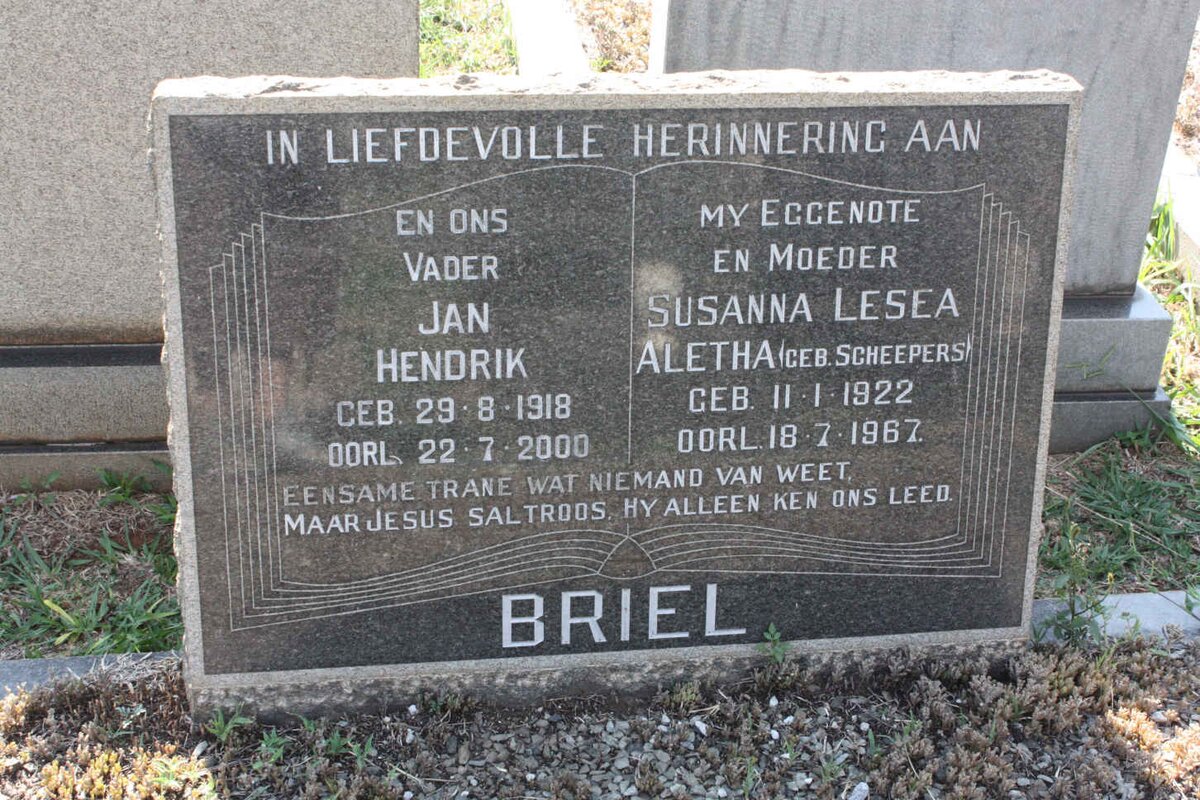 IN LIEFDEVOLLE HERINNERING AAN
EN ONS
VADER
JAN
HENDRIK
GEB. 29·8·1918
OORL. 22·7·2000
MY EGGENOTE
EN MOEDER
SUSANNA LESEA
ALETHA (GEB. SCHEEPERS)
GEB. 11·1·1922
OORL. 18·7·1967.
EENSAME TRANE WAT NIEMAND VAN WEET,
MAAR JESUS SAL TROOS, HY ALLEEN KEN ONS LEED.
BRIEL